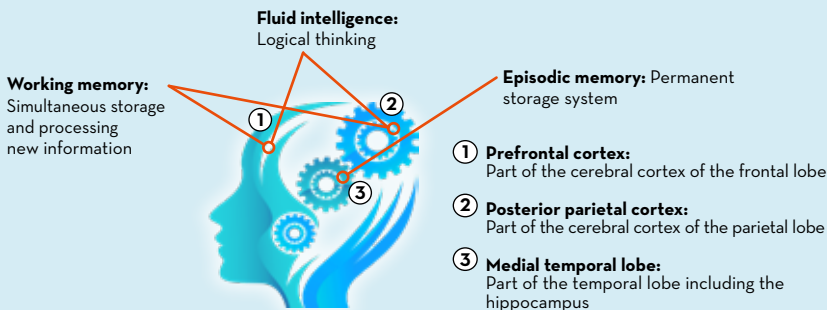 Fluid intelligence:
Logical thinking
Working memory:
Simultaneous storage
and processing
new information
Episodic memory: Permanent
storage system
1
2
3
1 Prefrontal cortex:
Part of the cerebral cortex of the frontal lobe
2 Posterior parietal cortex:
Part of the cerebral cortex of the parietal lobe
3 Medial temporal lobe:
Part of the temporal lobe including the
hippocampus